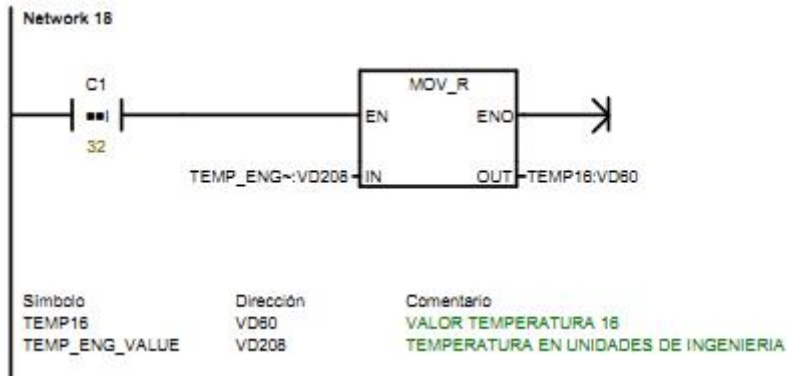 Network 18
C1
==I
32
MOV_R
EN ENO
TEMP_ENG~:VD208 IN OUT TEMP16:VD60
Símbolo Dirección Comentario
TEMP16 VD60 VALOR TEMPERATURA 16
TEMP_ENG_VALUE VD208 TEMPERATURA EN UNIDADES DE INGENIERIA